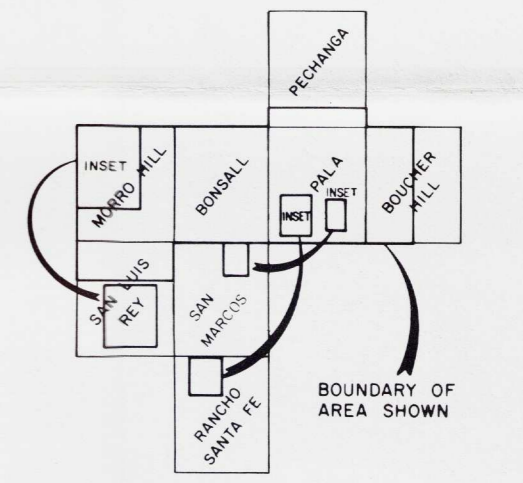 PECHANGA
INSET
MORRO HILL
BONSALL
PALA
INSET
INSET
BOUCHER
HILL
SAN LUIS
REY
SAN
MARCOS
RANCHO
SANTA FE
BOUNDARY OF
AREA SHOWN